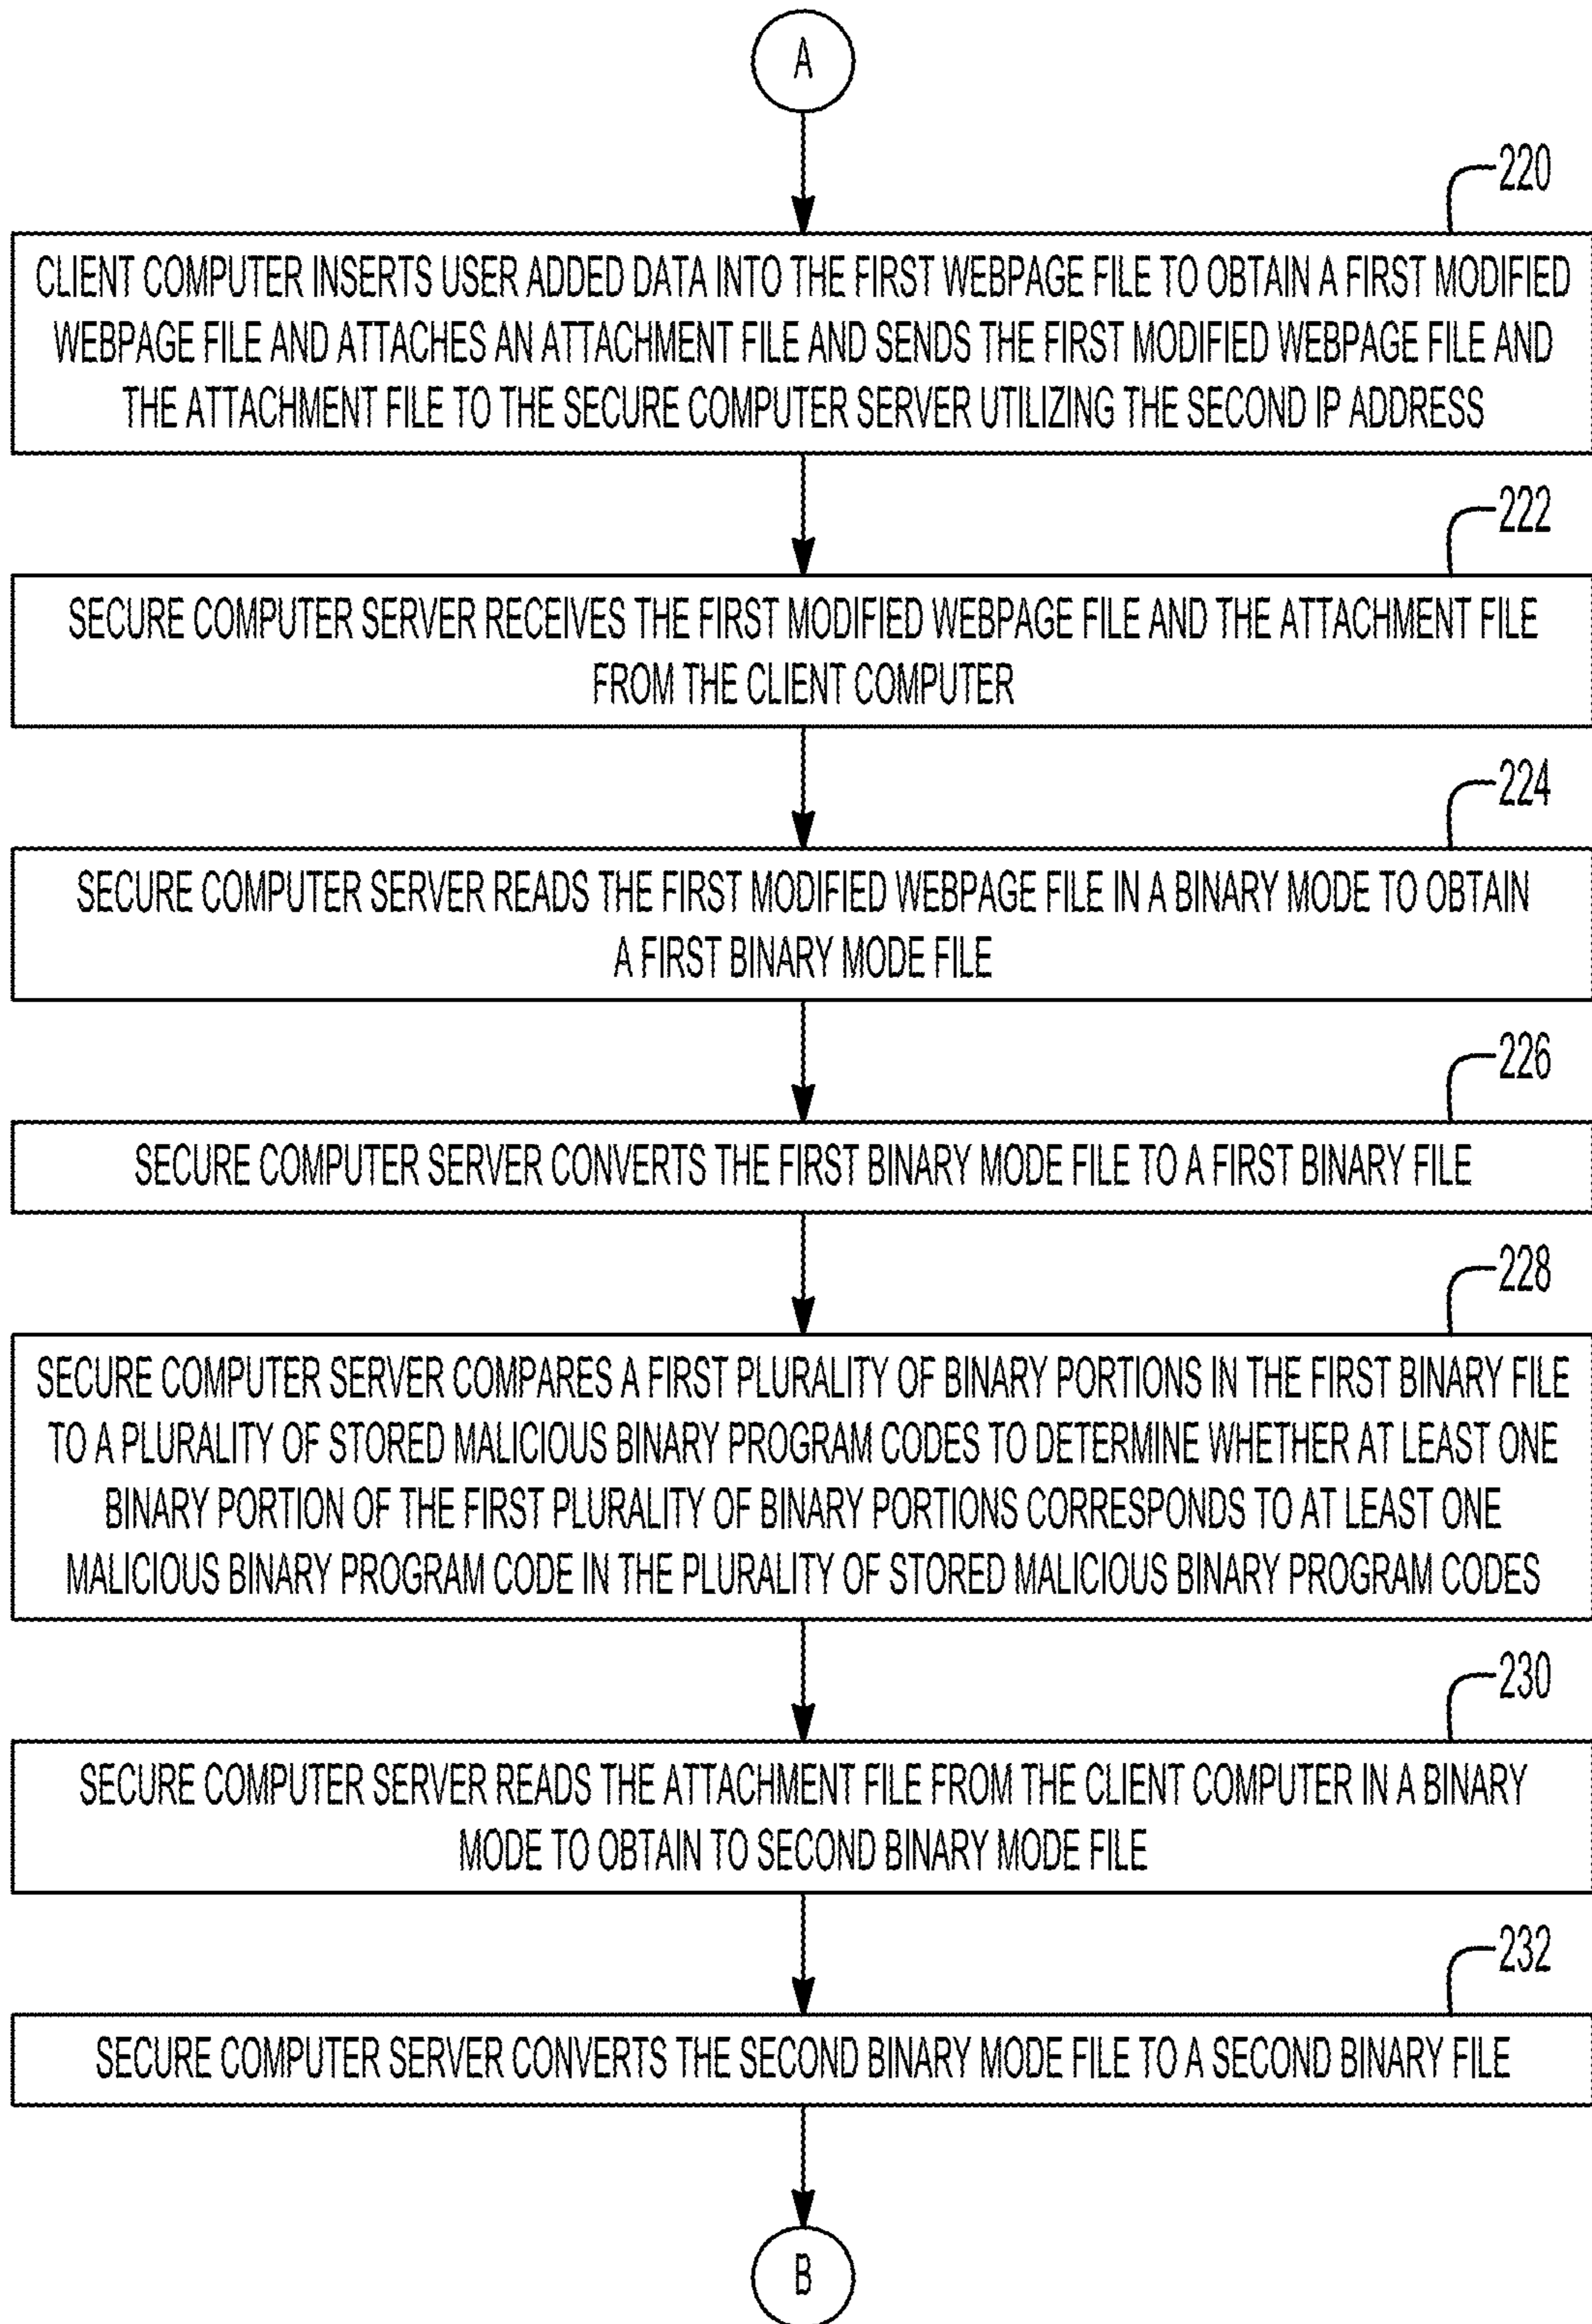 A
220
CLIENT COMPUTER INSERTS USER ADDED DATA INTO THE FIRST WEBPAGE FILE TO OBTAIN A FIRST MODIFIED
WEBPAGE FILE AND ATTACHES AN ATTACHMENT FILE AND SENDS THE FIRST MODIFIED WEBPAGE FILE AND
THE ATTACHMENT FILE TO THE SECURE COMPUTER SERVER UTILIZING THE SECOND IP ADDRESS
222
SECURE COMPUTER SERVER RECEIVES THE FIRST MODIFIED WEBPAGE FILE AND THE ATTACHMENT FILE
FROM THE CLIENT COMPUTER
224
SECURE COMPUTER SERVER READS THE FIRST MODIFIED WEBPAGE FILE IN A BINARY MODE TO OBTAIN
A FIRST BINARY MODE FILE
226
SECURE COMPUTER SERVER CONVERTS THE FIRST BINARY MODE FILE TO A FIRST BINARY FILE
228
SECURE COMPUTER SERVER COMPARES A FIRST PLURALITY OF BINARY PORTIONS IN THE FIRST BINARY FILE
TO A PLURALITY OF STORED MALICIOUS BINARY PROGRAM CODES TO DETERMINE WHETHER AT LEAST ONE
BINARY PORTION OF THE FIRST PLURALITY OF BINARY PORTIONS CORRESPONDS TO AT LEAST ONE
MALICIOUS BINARY PROGRAM CODE IN THE PLURALITY OF STORED MALICIOUS BINARY PROGRAM CODES
230
SECURE COMPUTER SERVER READS THE ATTACHMENT FILE FROM THE CLIENT COMPUTER IN A BINARY
MODE TO OBTAIN TO SECOND BINARY MODE FILE
232
SECURE COMPUTER SERVER CONVERTS THE SECOND BINARY MODE FILE TO A SECOND BINARY FILE
B